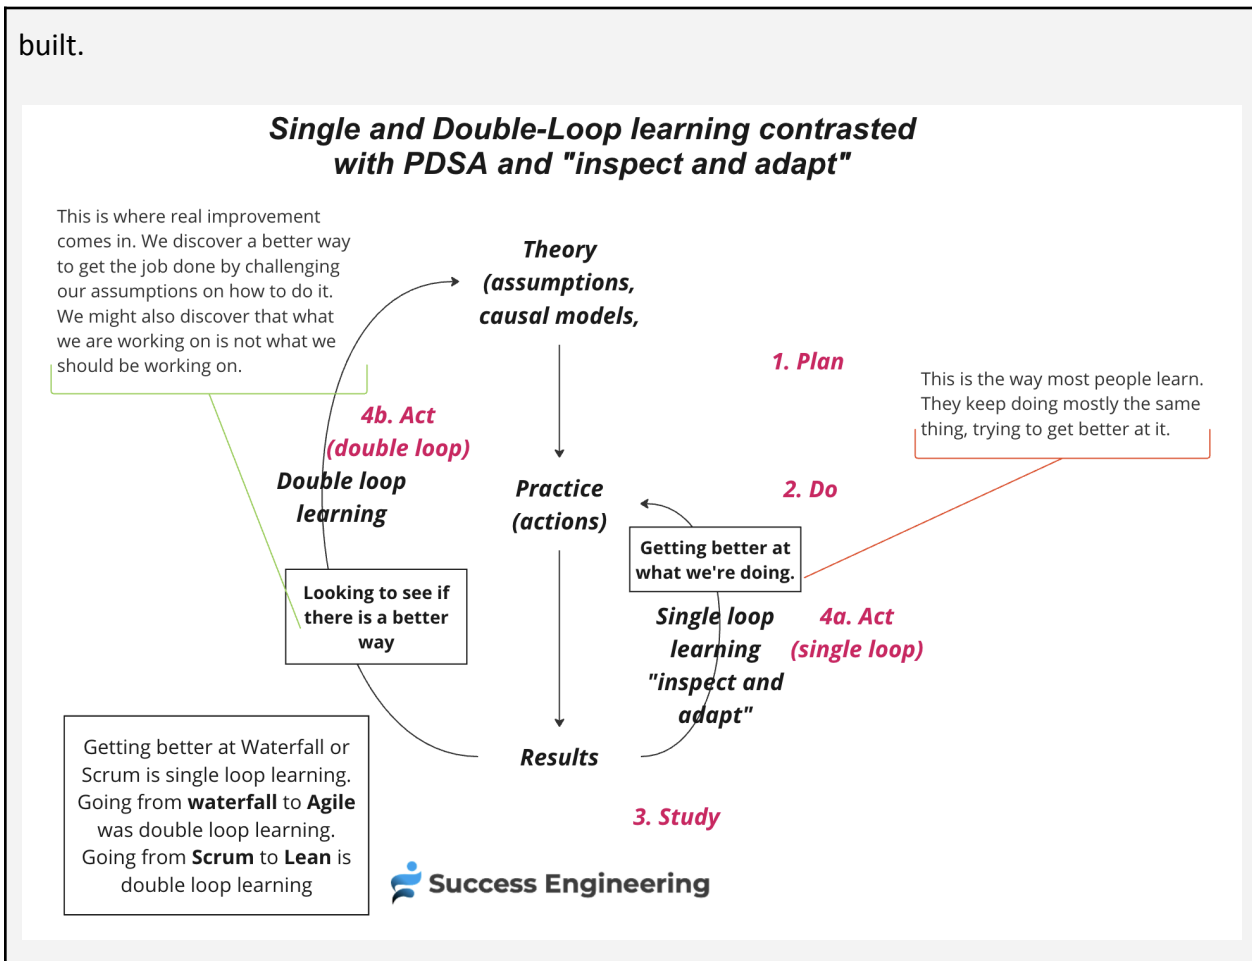 built.
Single and Double-Loop learning contrasted
with PDSA and "inspect and adapt"
This is where real improvement
comes in. We discover a better way
to get the job done by challenging
our assumptions on how to do it.
We might also discover that what
we are working on is not what we
should be working on.
Theory
(assumptions,
causal models,
1. Plan
This is the way most people learn.
They keep doing mostly the same
thing, trying to get better at it.
4b. Act
(double loop)
Double loop
learning
Practice
(actions)
2. Do
Getting better at
what we're doing.
Looking to see if
there is a better
way
Single loop
learning
"inspect and
adapt"
4a. Act
(single loop)
Results
3. Study
Getting better at Waterfall or
Scrum is single loop learning.
Going from waterfall to Agile
was double loop learning.
Going from Scrum to Lean is
double loop learning
Success Engineering